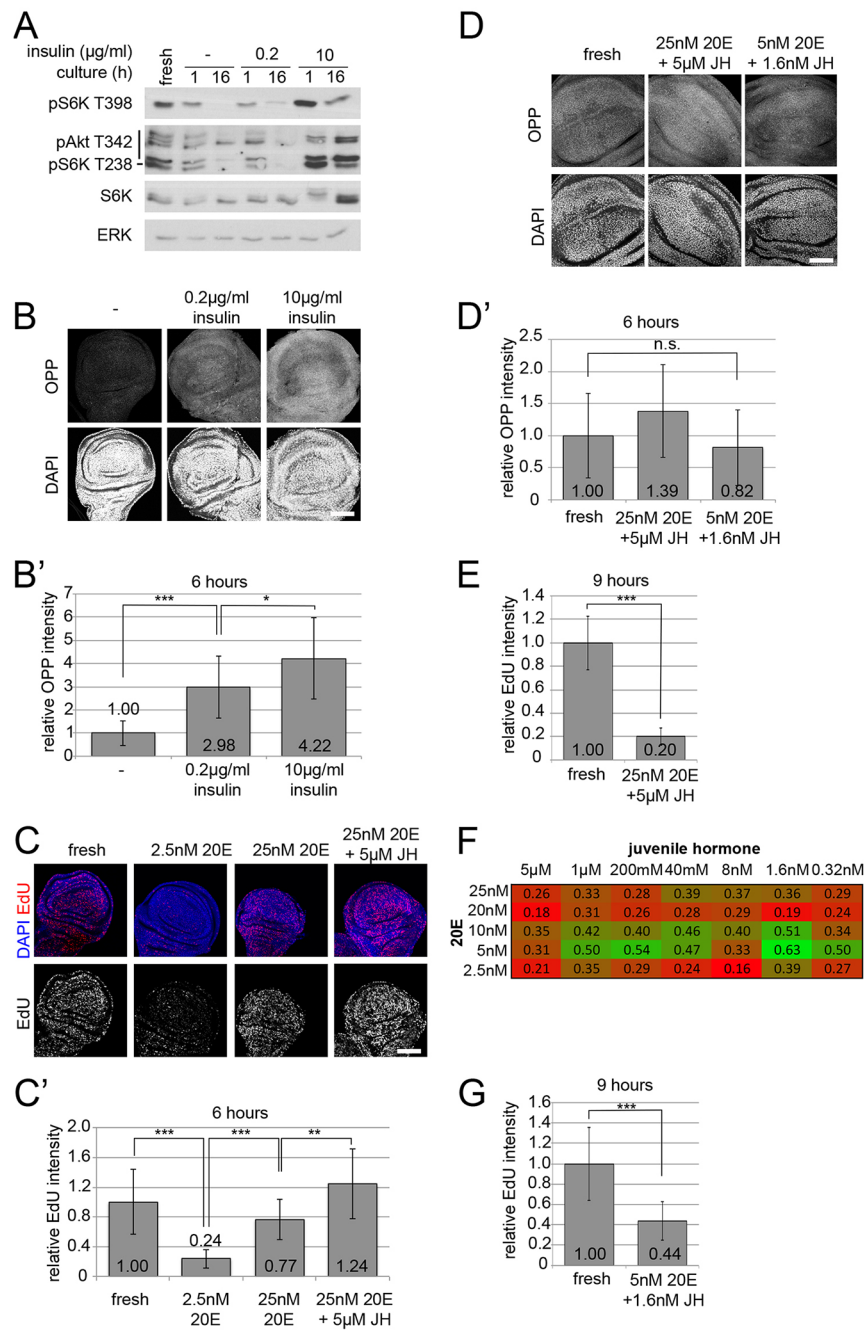 A
insulin (µg/ml) - 0.2 10
culture (h) fresh 1 16 1 16 1 16
pS6K T398
pAkt T342
pS6K T238
S6K
ERK
B
- 0.2µg/ml insulin 10µg/ml insulin
OPP
DAPI
B'
6 hours
*** *
relative OPP intensity
7
6
5
4
3
2
1
0
1.00 2.98 4.22
- 0.2µg/ml insulin 10µg/ml insulin
C
fresh 2.5nM 20E 25nM 20E 25nM 20E + 5µM JH
DAPI EdU
EdU
C'
6 hours
*** *** **
relative EdU intensity
2.0
1.6
1.2
0.8
0.4
0
1.00 0.24 0.77 1.24
fresh 2.5nM 20E 25nM 20E 25nM 20E + 5µM JH
D
fresh 25nM 20E + 5µM JH 5nM 20E + 1.6nM JH
OPP
DAPI
D'
6 hours
n.s.
relative OPP intensity
2.5
2.0
1.5
1.0
0.5
0
1.00 1.39 0.82
fresh 25nM 20E +5µM JH 5nM 20E +1.6nM JH
E
9 hours
***
relative EdU intensity
1.4
1.2
1.0
0.8
0.6
0.4
0.2
0
1.00 0.20
fresh 25nM 20E +5µM JH
F
juvenile hormone
5µM 1µM 200mM 40mM 8nM 1.6nM 0.32nM
20E
25nM 0.26 0.33 0.28 0.39 0.37 0.36 0.29
20nM 0.18 0.31 0.26 0.28 0.29 0.19 0.24
10nM 0.35 0.42 0.40 0.46 0.40 0.51 0.34
5nM 0.31 0.50 0.54 0.47 0.33 0.63 0.50
2.5nM 0.21 0.35 0.29 0.24 0.16 0.39 0.27
G
9 hours
***
relative EdU intensity
1.6
1.4
1.2
1.0
0.8
0.6
0.4
0.2
0
1.00 0.44
fresh 5nM 20E +1.6nM JH